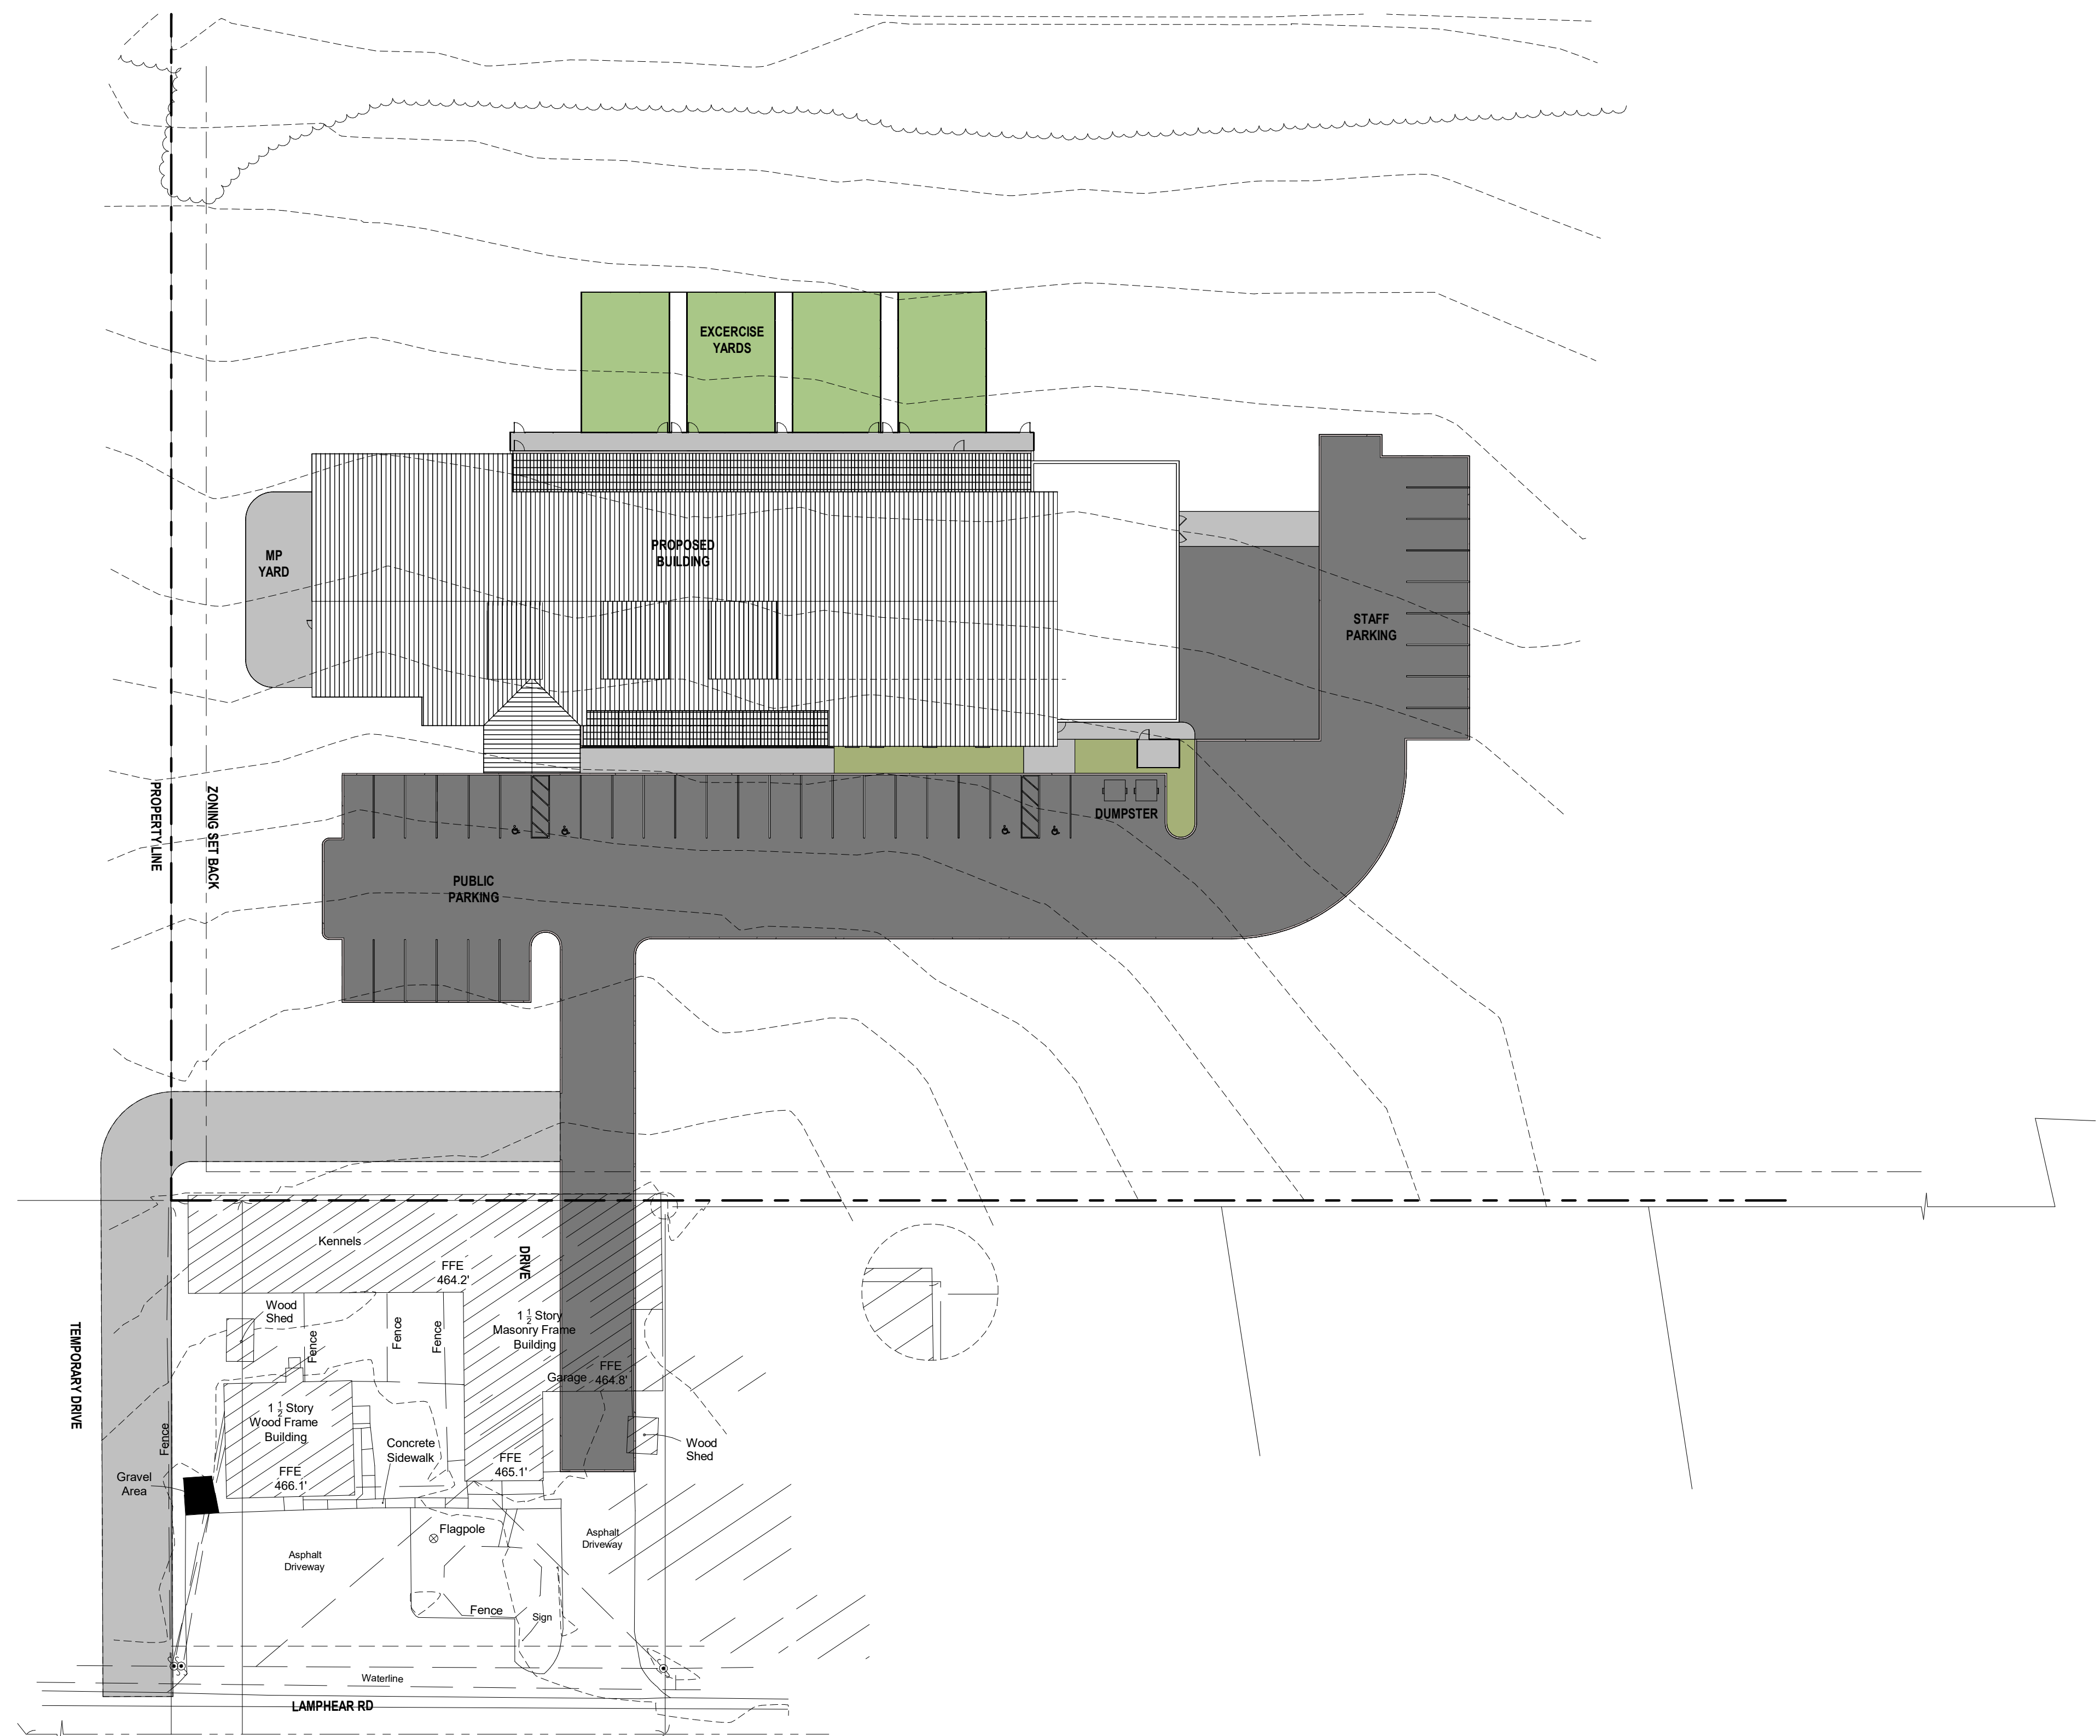 EXCERCISE
YARDS
PROPOSED
BUILDING
MP
YARD
STAFF
PARKING
PROPERTY LINE
ZONING SET BACK
DUMPSTER
PUBLIC
PARKING
Kennels
FFE
464.2'
DRIVE
Wood
Shed
Fence
Fence
Fence
1 ½ Story
Masonry Frame
Building
TEMPORARY DRIVE
FFE
464.8'
Garage
1 ½ Story
Wood Frame
Building
Fence
Concrete
Sidewalk
Wood
Shed
FFE
465.1'
FFE
466.1'
Gravel
Area
Flagpole
Asphalt
Driveway
Asphalt
Driveway
Fence
Sign
Waterline
LAMPHEAR RD